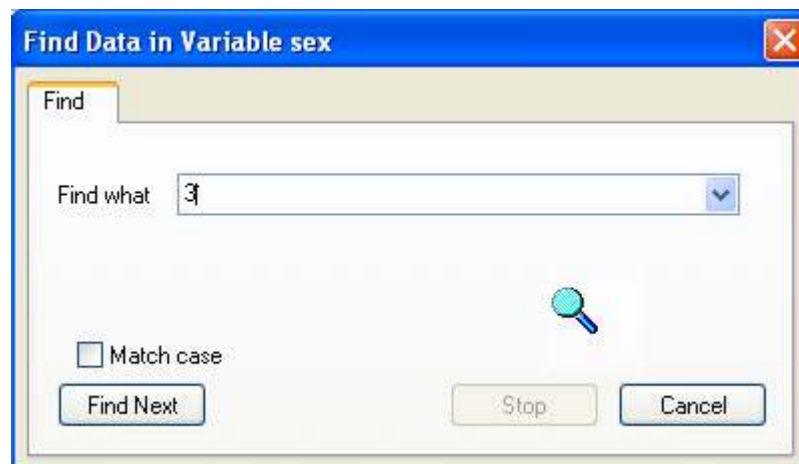 Find Data in Variable sex
Find
Find what 3
Match case
Find Next Stop Cancel